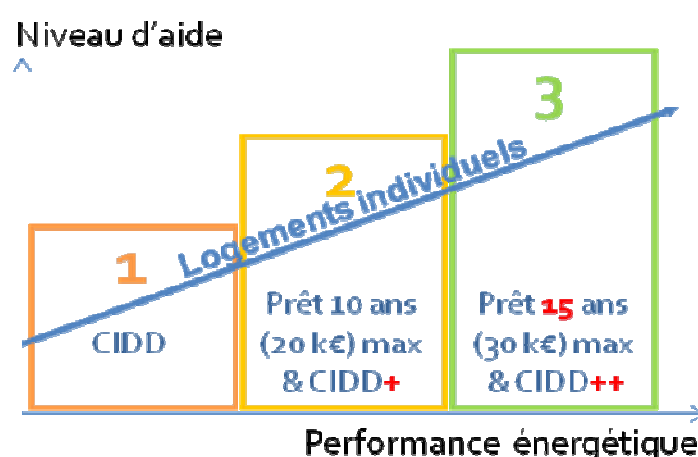 Niveau d'aide
3
2
Logements individuels
1
CIDD
Prêt 10 ans
(20 k€) max
& CIDD+
Prêt 15 ans
(30 k€) max
& CIDD++
Performance énergétique